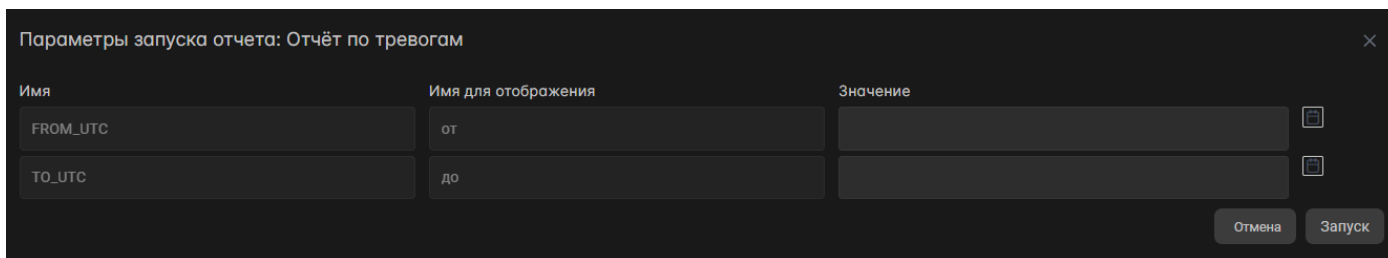 Параметры запуска отчета: Отчёт по тревогам
Имя Имя для отображения Значение
FROM_UTC от
TO_UTC до
Отмена Запуск